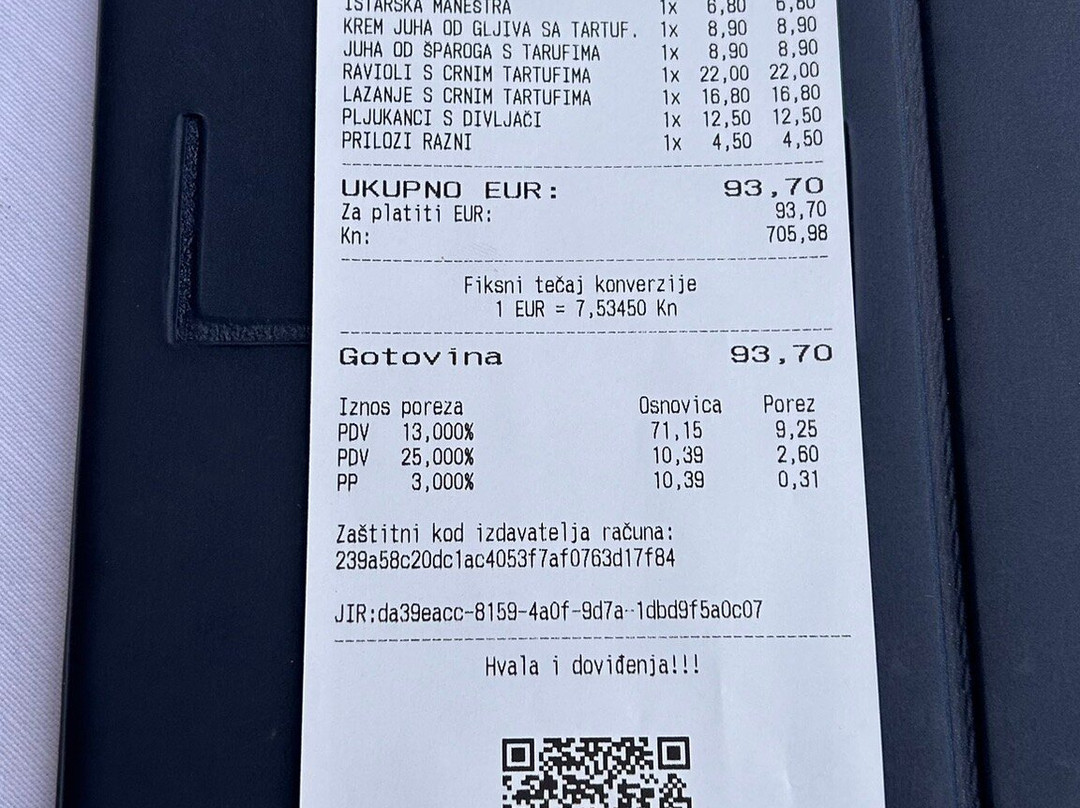 ISTARSKA MANEŠTRA 1x 6,80 6,80
KREM JUHA OD GLJIVA SA TARTUF. 1x 8,90 8,90
JUHA OD ŠPAROGA S TARUFIMA 1x 8,90 8,90
RAVIOLI S CRNIM TARTUFIMA 1x 22,00 22,00
LAZANJE S CRNIM TARTUFIMA 1x 16,80 16,80
PLJUKANCI S DIVLJAČI 1x 12,50 12,50
PRILOZI RAZNI 1x 4,50 4,50
UKUPNO EUR: 93,70
Za platiti EUR: 93,70
Kn: 705,98
Fiksni tečaj konverzije
1 EUR = 7,53450 Kn
Gotovina 93,70
Iznos poreza Osnovica Porez
PDV 13,000% 71,15 9,25
PDV 25,000% 10,39 2,60
PP 3,000% 10,39 0,31
Zaštitni kod izdavatelja računa:
239a58c20dc1ac4053f7af0763d17f84
JIR:da39eacc-8159-4a0f-9d7a-1dbd9f5a0c07
Hvala i doviđenja!!!